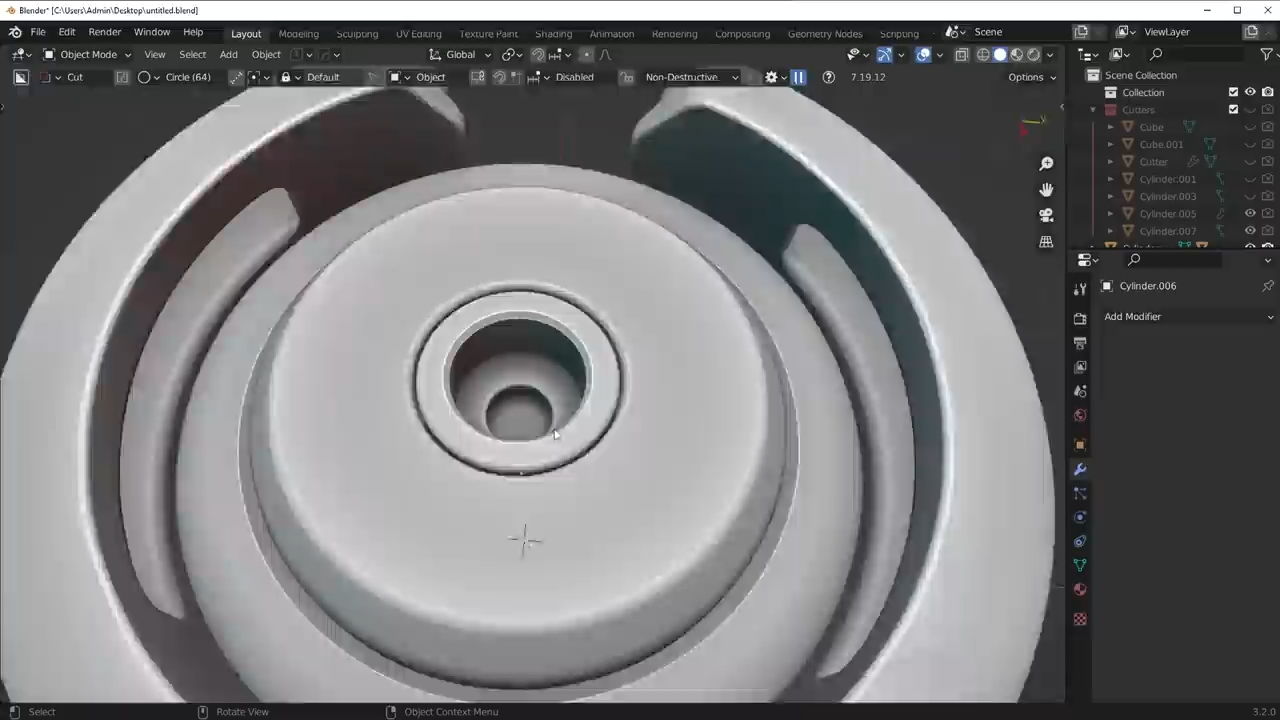 Blender* [C:\Users\Admin\Desktop\untitled.blend]
File Edit Render Window Help Layout Modeling Sculpting UV Editing Texture Paint Shading Animation Rendering Compositing Geometry Nodes Scripting Scene ViewLayer
Object Mode View Select Add Object Global
Cut Circle (64) Default Object Disabled Non-Destructive 7.19.12 Options
Scene Collection
Collection
Cutters
Cube
Cube.001
Cutter
Cylinder.001
Cylinder.003
Cylinder.005
Cylinder.007
Cylinder.006
Add Modifier
Select Rotate View Object Context Menu 3.2.0